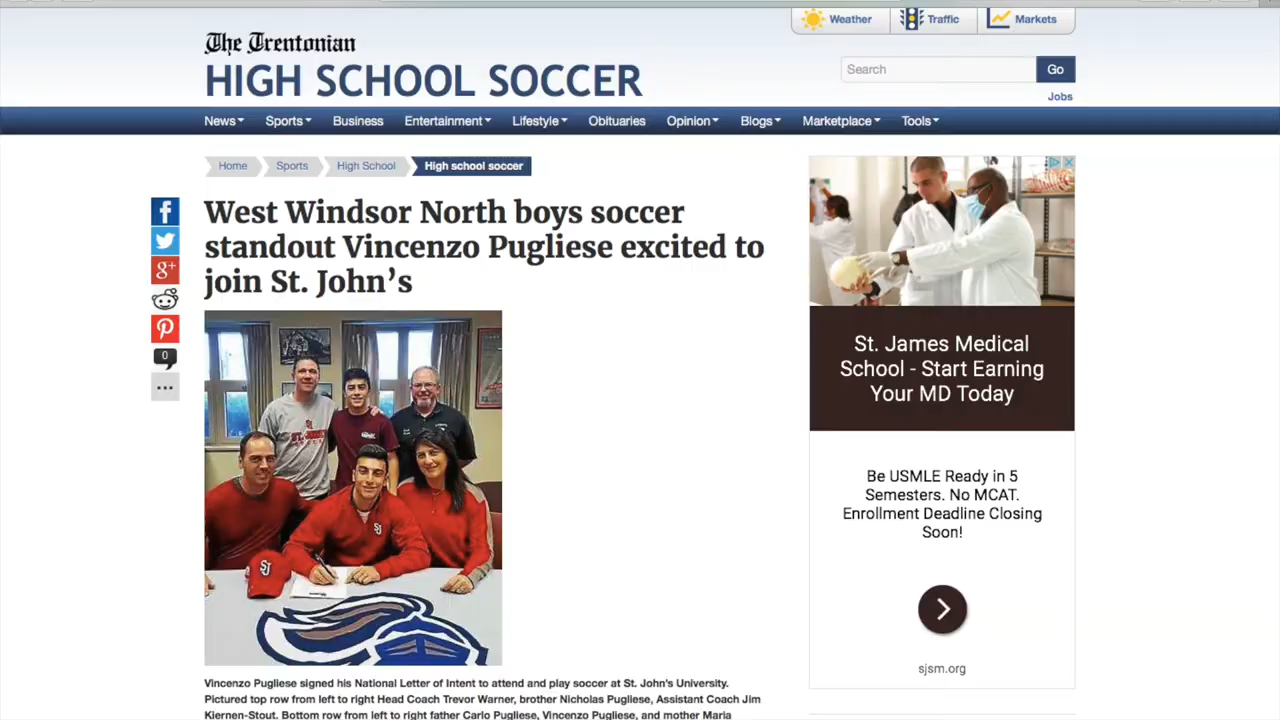 Weather
Traffic
Markets
The Trentonian
HIGH SCHOOL SOCCER
Search
Go
Jobs
News
Sports
Business
Entertainment
Lifestyle
Obituaries
Opinion
Blogs
Marketplace
Tools
Home
Sports
High School
High school soccer
West Windsor North boys soccer
standout Vincenzo Pugliese excited to
join St. John's
f
g+
0
SJ
SJ
Vincenzo Pugliese signed his National Letter of Intent to attend and play soccer at St. John's University.
Pictured top row from left to right Head Coach Trevor Warner, brother Nicholas Pugliese, Assistant Coach Jim
Kiernen-Stout. Bottom row from left to right father Carlo Pugliese, Vincenzo Pugliese, and mother Maria
St. James Medical
School - Start Earning
Your MD Today
Be USMLE Ready in 5
Semesters. No MCAT.
Enrollment Deadline Closing
Soon!
sjsm.org